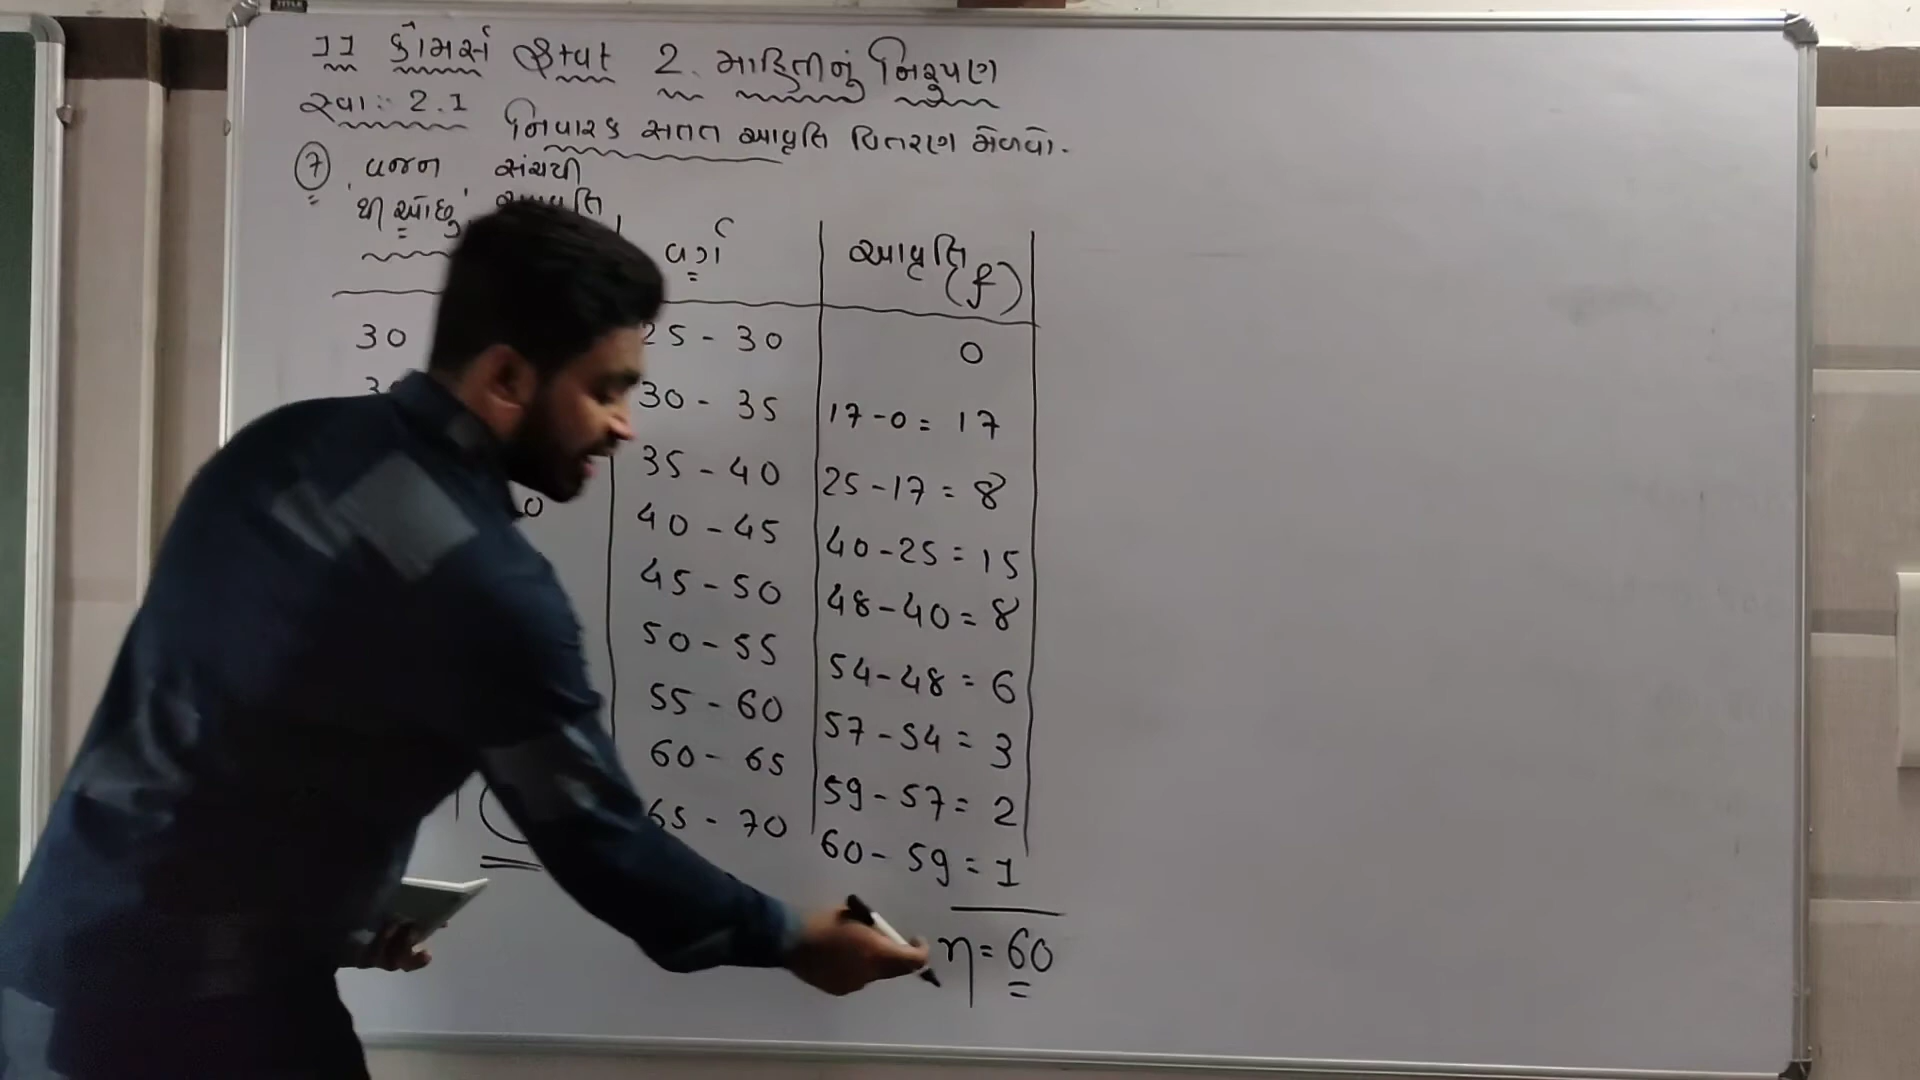 11 કોમર્સ સ્ટેટ 2. માહિતીનું નિરૂપણ
સ્વા: 2.1 નિવારક સતત આવૃત્તિ વિતરણ મેળવો.
7 વજન સંચયી
'થી ઓછું'
વર્ગ આવૃત્તિ (f)
30 25 - 30 0
30 - 35 17 - 0 = 17
35 - 40 25 - 17 = 8
40 - 45 40 - 25 = 15
45 - 50 48 - 40 = 8
50 - 55 54 - 48 = 6
55 - 60 57 - 54 = 3
60 - 65 59 - 57 = 2
65 - 70 60 - 59 = 1
n = 60